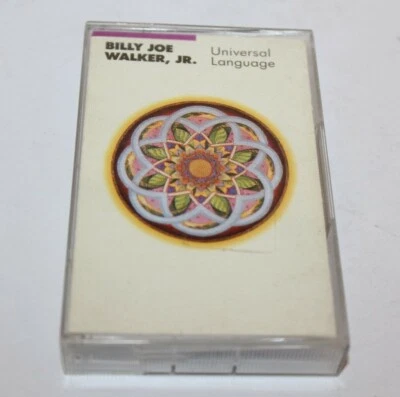 BILLY JOE
WALKER, JR.
Universal
Language